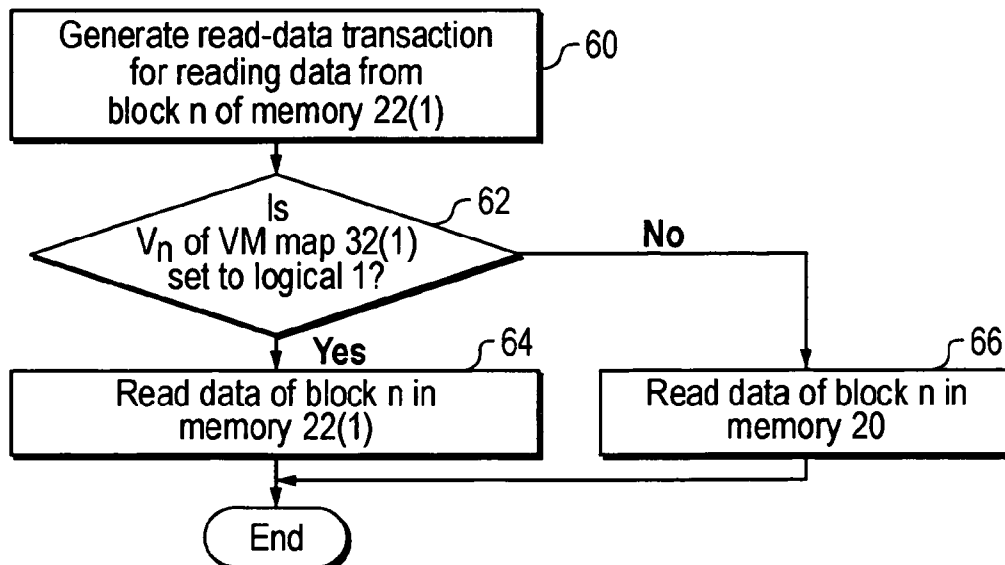 Generate read-data transaction
for reading data from
block n of memory 22(1)
60
Is
Vn of VM map 32(1)
set to logical 1?
62
No
Yes
64
Read data of block n in
memory 22(1)
66
Read data of block n in
memory 20
End